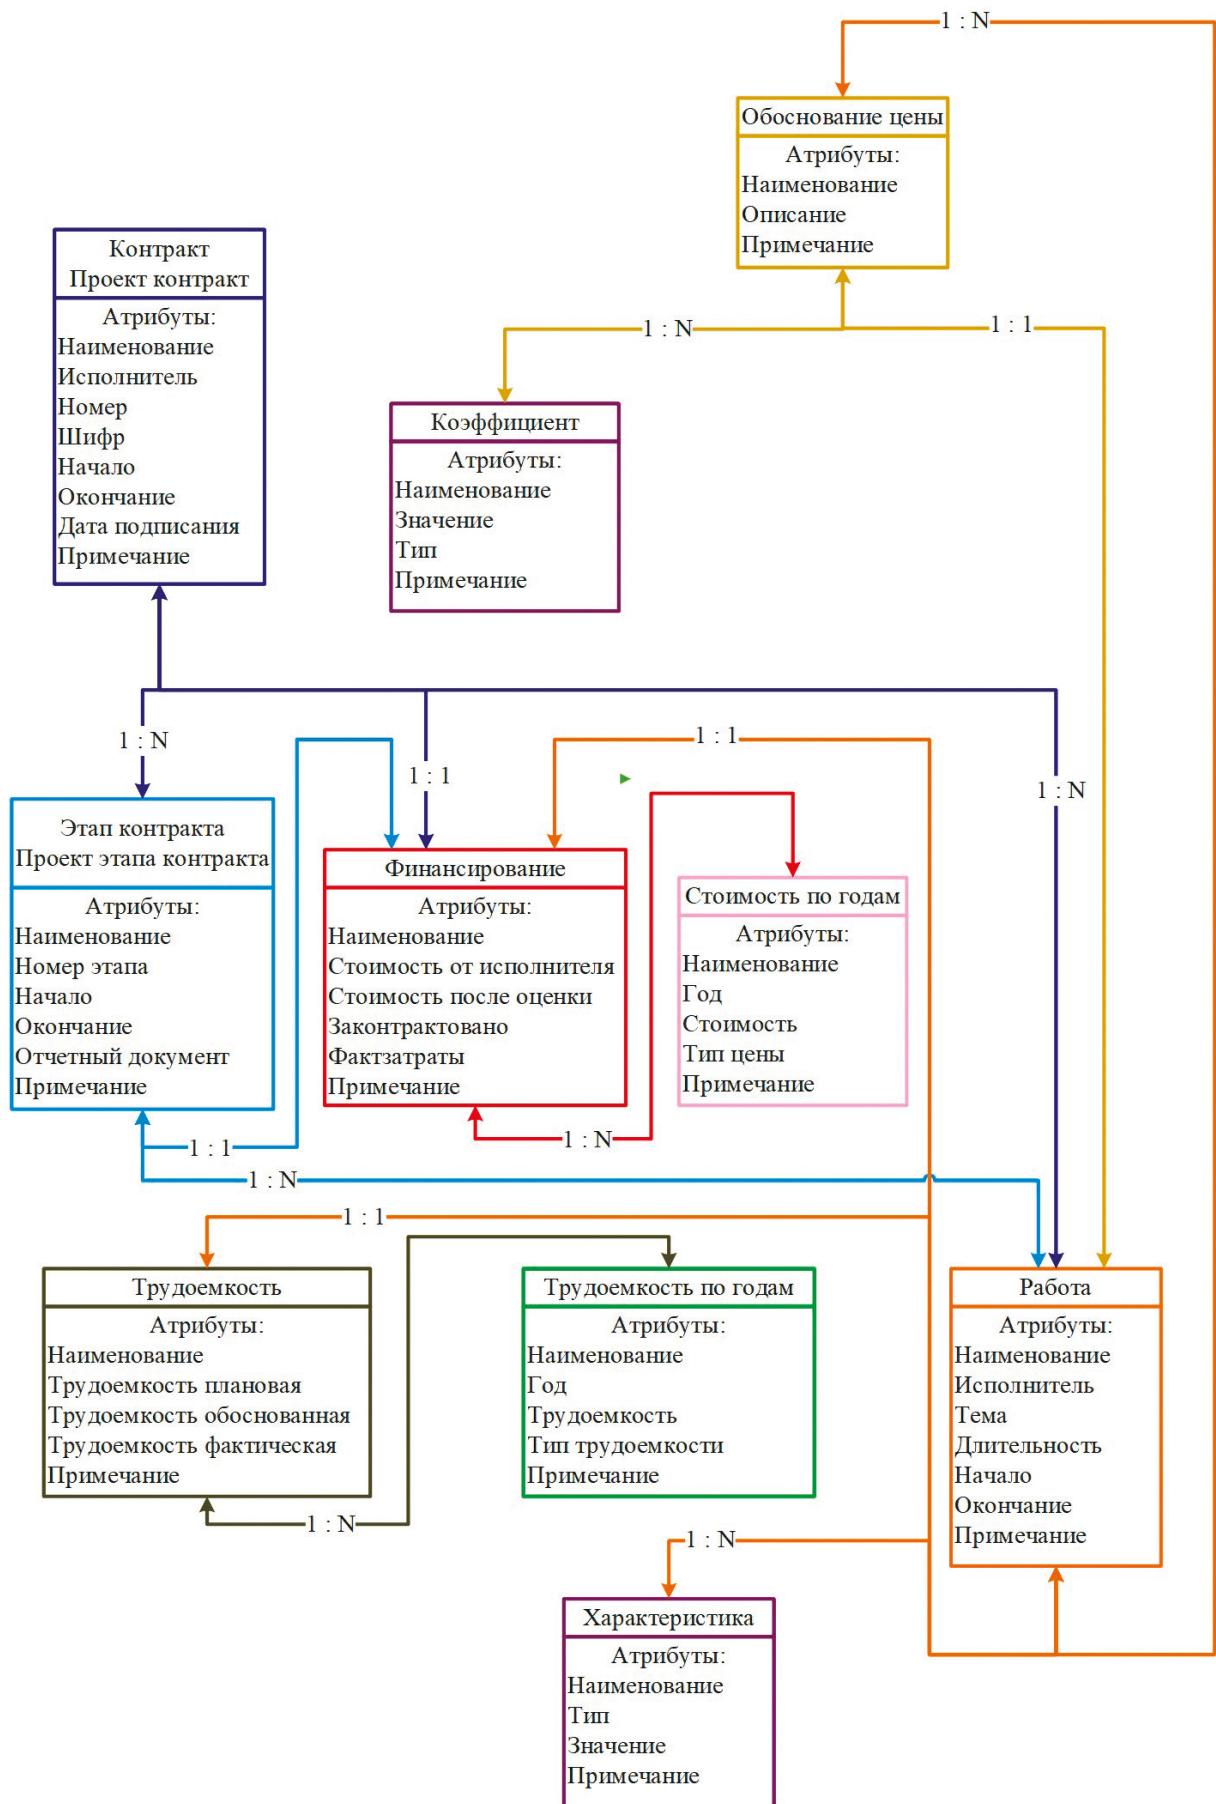 1 : N
Обоснование цены
Атрибуты:
Наименование
Описание
Примечание
Контракт
Проект контракт
Атрибуты:
Наименование
Исполнитель
Номер
Шифр
Начало
Окончание
Дата подписания
Примечание
1 : N
1 : 1
Коэффициент
Атрибуты:
Наименование
Значение
Тип
Примечание
1 : N
1 : 1
1 : 1
1 : N
Этап контракта
Проект этапа контракта
Атрибуты:
Наименование
Номер этапа
Начало
Окончание
Отчетный документ
Примечание
Финансирование
Атрибуты:
Наименование
Стоимость от исполнителя
Стоимость после оценки
Законтрактовано
Фактзатраты
Примечание
Стоимость по годам
Атрибуты:
Наименование
Год
Стоимость
Тип цены
Примечание
1 : 1
1 : N
1 : N
1 : 1
Трудоемкость
Атрибуты:
Наименование
Трудоемкость плановая
Трудоемкость обоснованная
Трудоемкость фактическая
Примечание
Трудоемкость по годам
Атрибуты:
Наименование
Год
Трудоемкость
Тип трудоемкости
Примечание
Работа
Атрибуты:
Наименование
Исполнитель
Тема
Длительность
Начало
Окончание
Примечание
1 : N
1 : N
Характеристика
Атрибуты:
Наименование
Тип
Значение
Примечание